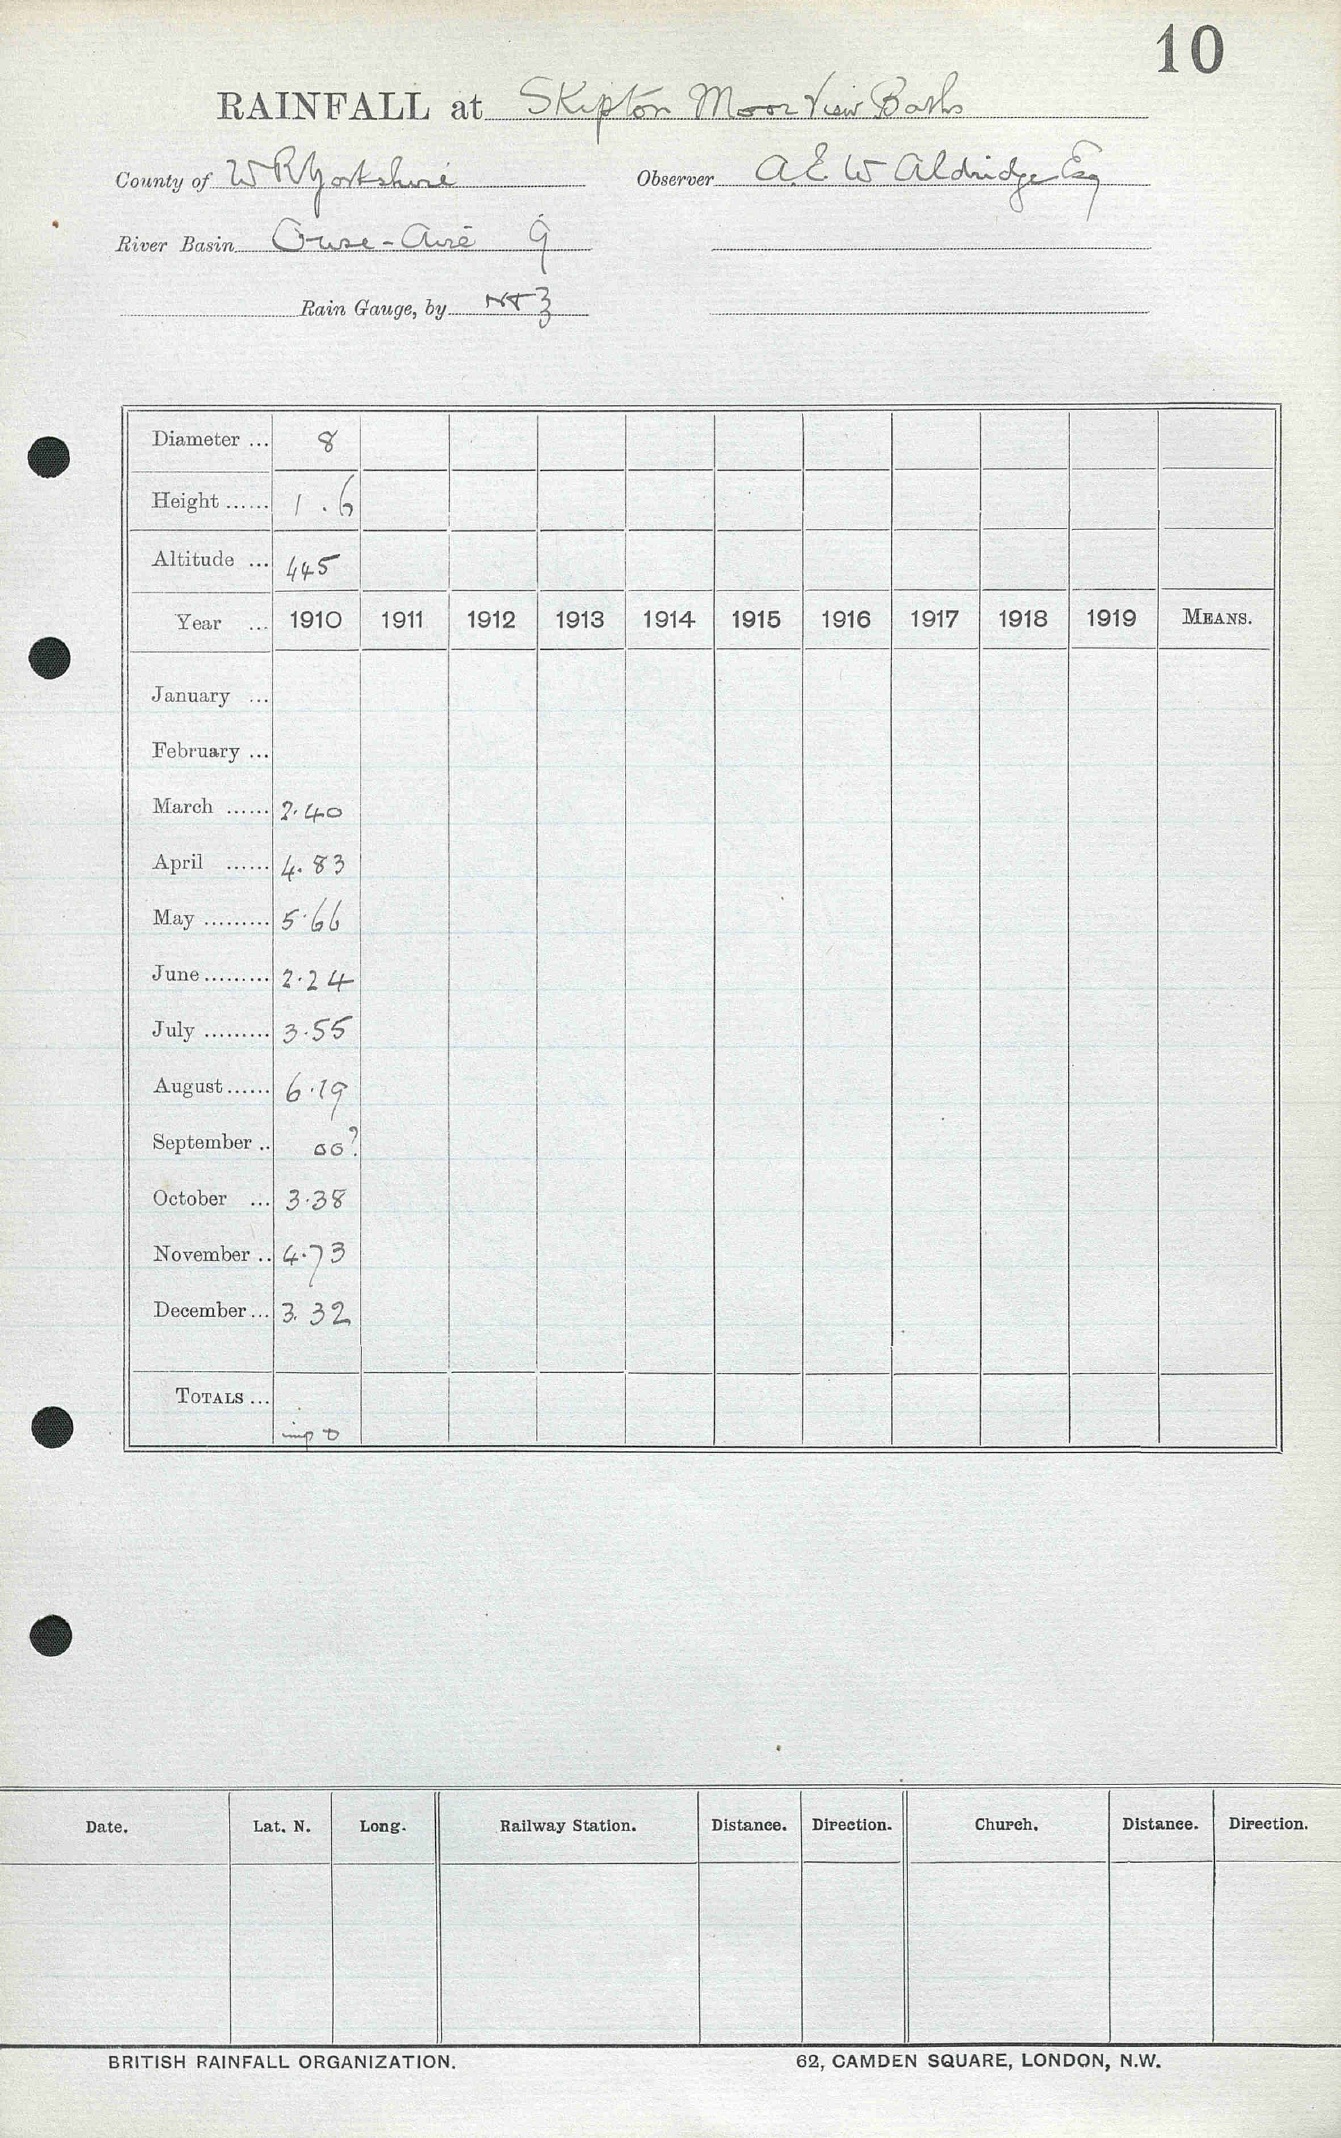 10
RAINFALL at Skipton Moor View Baths
County of W R Yorkshire Observer A. E W Aldridge Esq
River Basin Ouse-Aire 9
Rain Gauge, by
Diameter ... 8
Height ...... 1 . 6
Altitude ... 445
Year ... 1910 1911 1912 1913 1914 1915 1916 1917 1918 1919 MEANS.
January ...
February ...
March ...... 2.40
April ...... 4.83
May ......... 5.66
June ......... 2.24
July ......... 3.55
August ...... 6.19
September .. 00?
October ... 3.38
November .. 4.73
December ... 3.32
TOTALS ...
Date. Lat. N. Long. Railway Station. Distance. Direction. Church. Distance. Direction.
BRITISH RAINFALL ORGANIZATION. 62, CAMDEN SQUARE, LONDON, N.W.